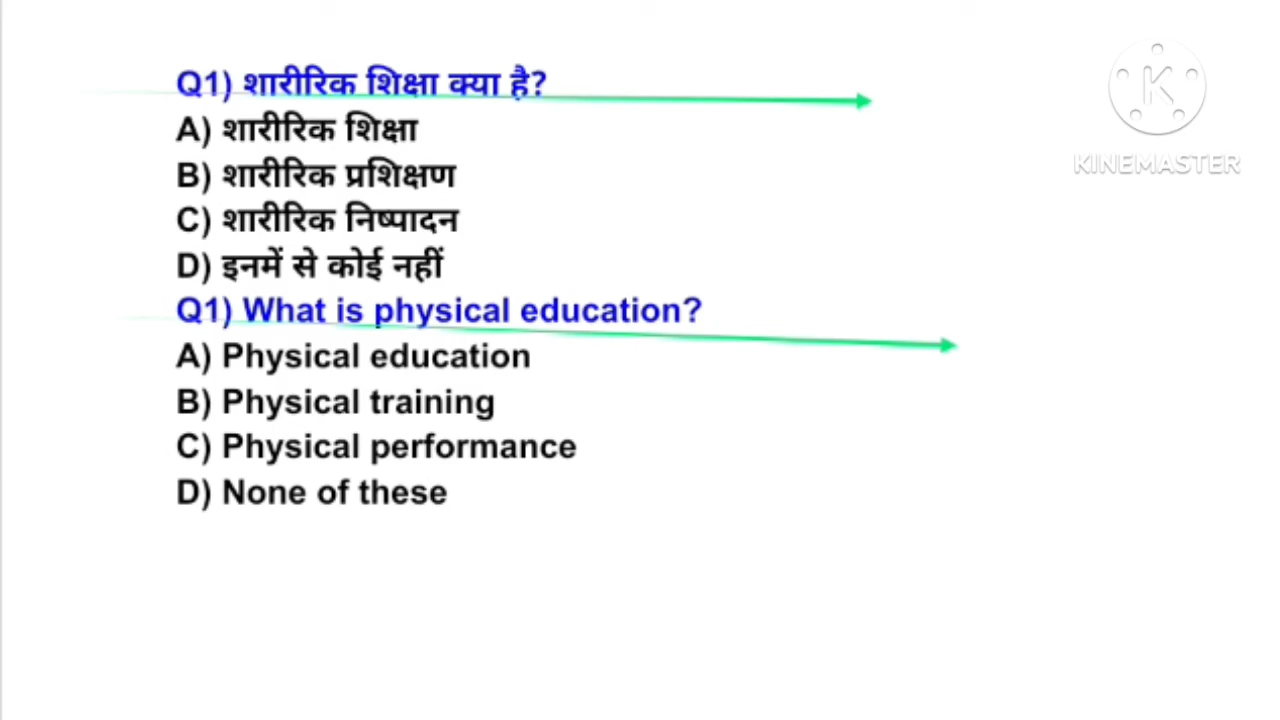 Q1) शारीरिक शिक्षा क्या है?
A) शारीरिक शिक्षा
B) शारीरिक प्रशिक्षण
C) शारीरिक निष्पादन
D) इनमें से कोई नहीं
Q1) What is physical education?
A) Physical education
B) Physical training
C) Physical performance
D) None of these
K
KINEMASTER